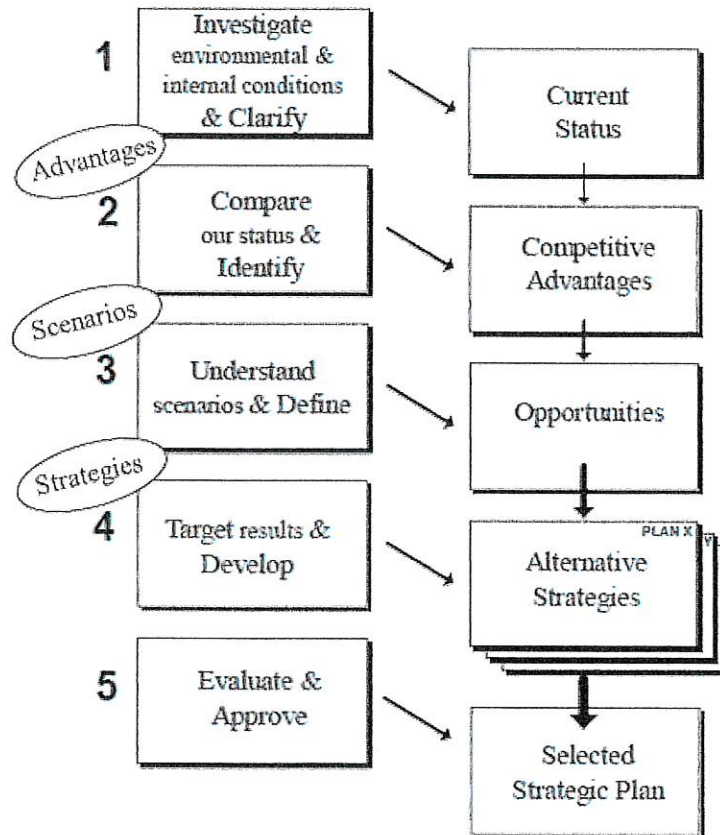 1
Investigate
environmental &
internal conditions
& Clarify
Current
Status
Advantages
2
Compare
our status &
Identify
Competitive
Advantages
Scenarios
3
Understand
scenarios & Define
Opportunities
Strategies
4
Target results &
Develop
PLAN X
Alternative
Strategies
5
Evaluate &
Approve
Selected
Strategic Plan